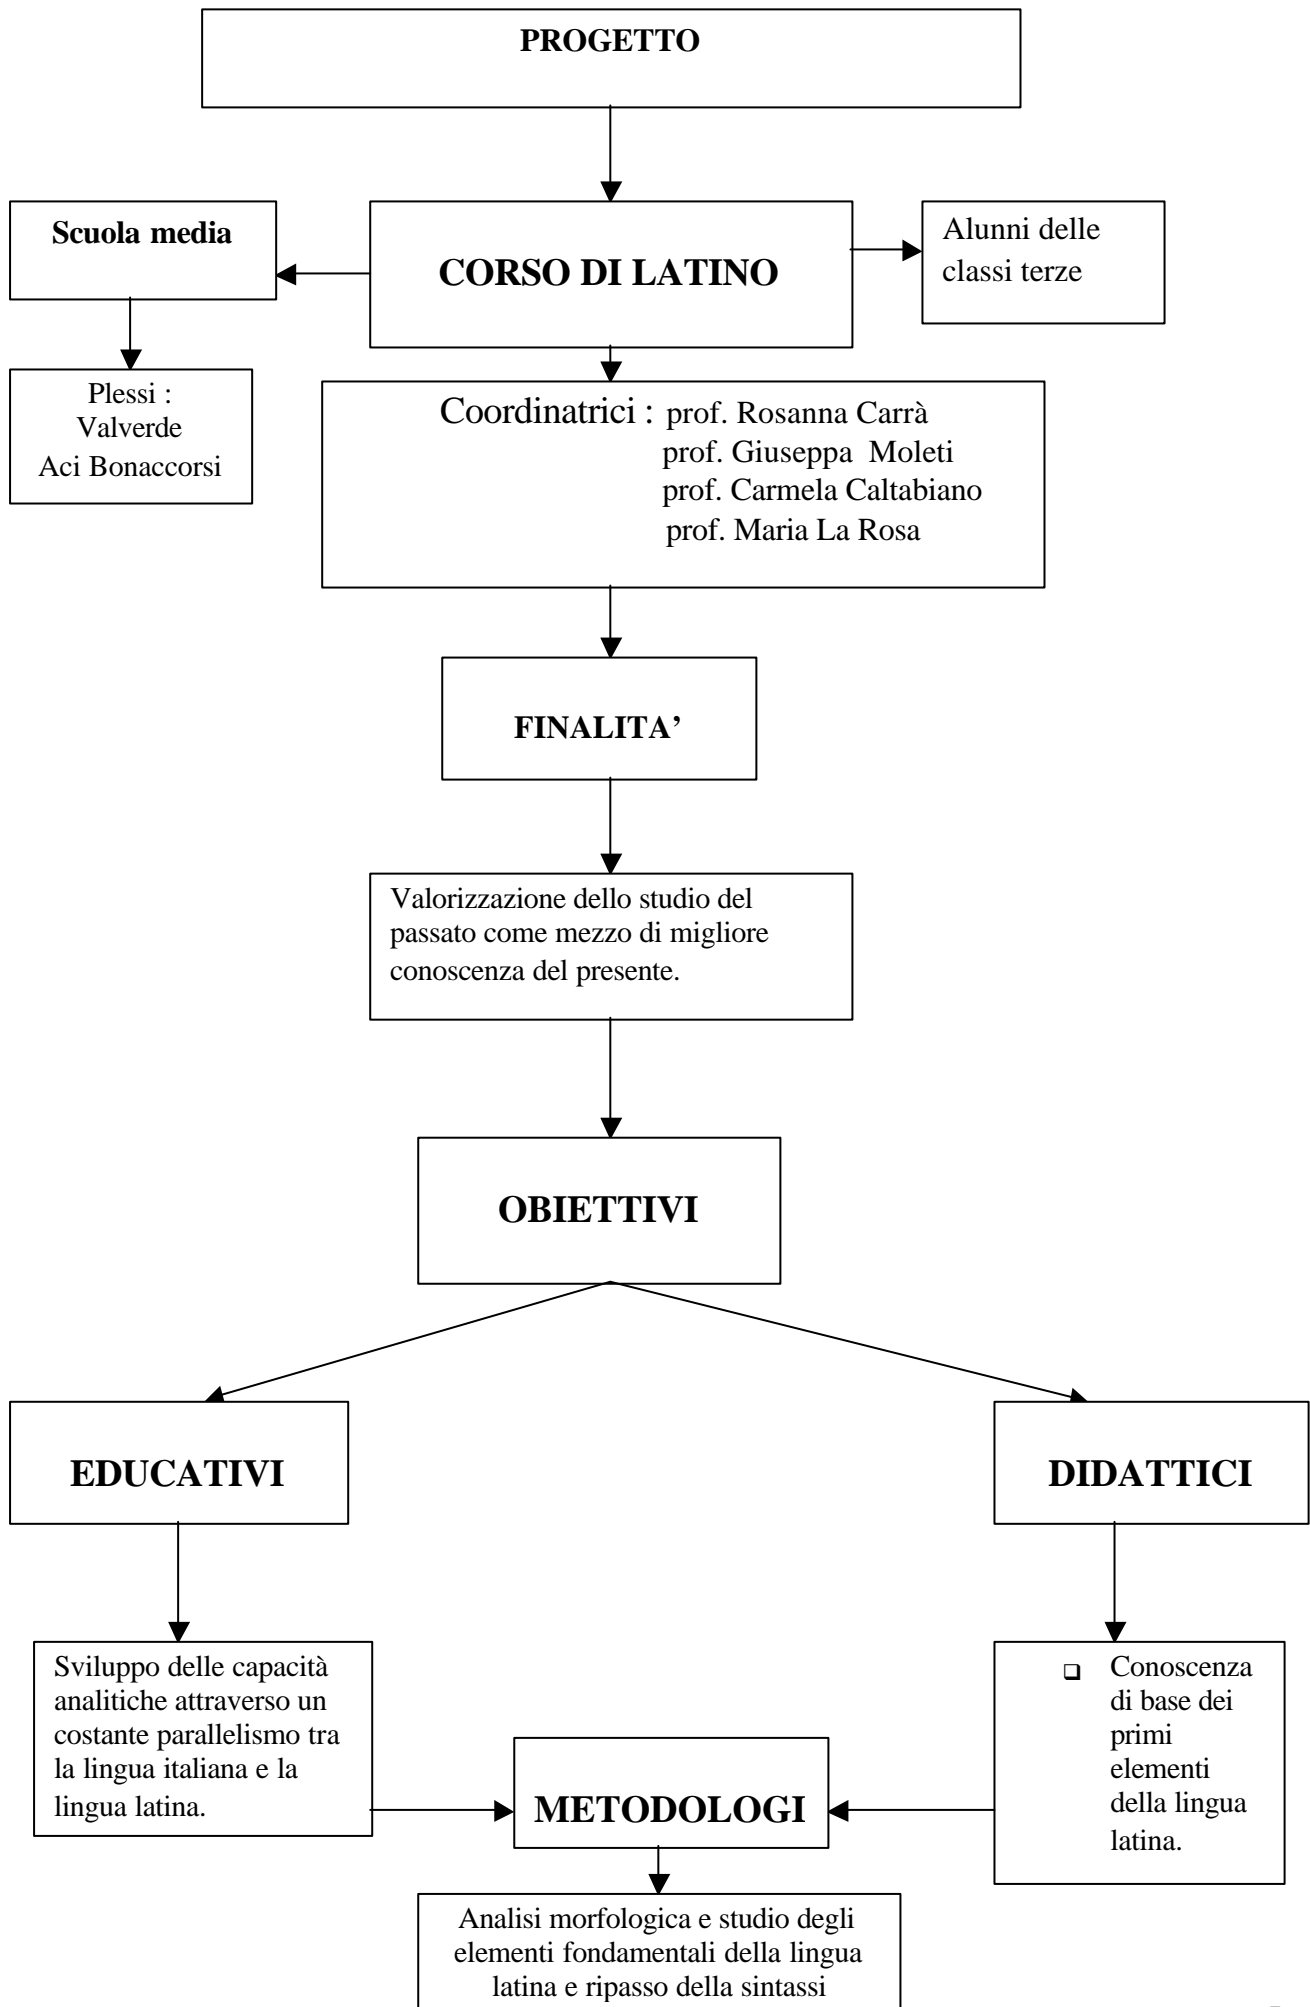 PROGETTO
Scuola media
CORSO DI LATINO
Alunni delle
classi terze
Plessi :
Valverde
Aci Bonaccorsi
Coordinatrici : prof. Rosanna Carrà
prof. Giuseppa Moleti
prof. Carmela Caltabiano
prof. Maria La Rosa
FINALITA’
Valorizzazione dello studio del
passato come mezzo di migliore
conoscenza del presente.
OBIETTIVI
EDUCATIVI
DIDATTICI
Sviluppo delle capacità
analitiche attraverso un
costante parallelismo tra
la lingua italiana e la
lingua latina.
❑ Conoscenza
di base dei
primi
elementi
della lingua
latina.
METODOLOGI
Analisi morfologica e studio degli
elementi fondamentali della lingua
latina e ripasso della sintassi